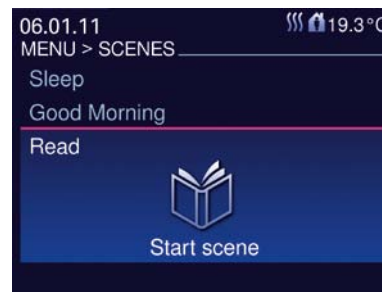 06.01.11 19.3°C
MENU > SCENES
Sleep
Good Morning
Read
Start scene